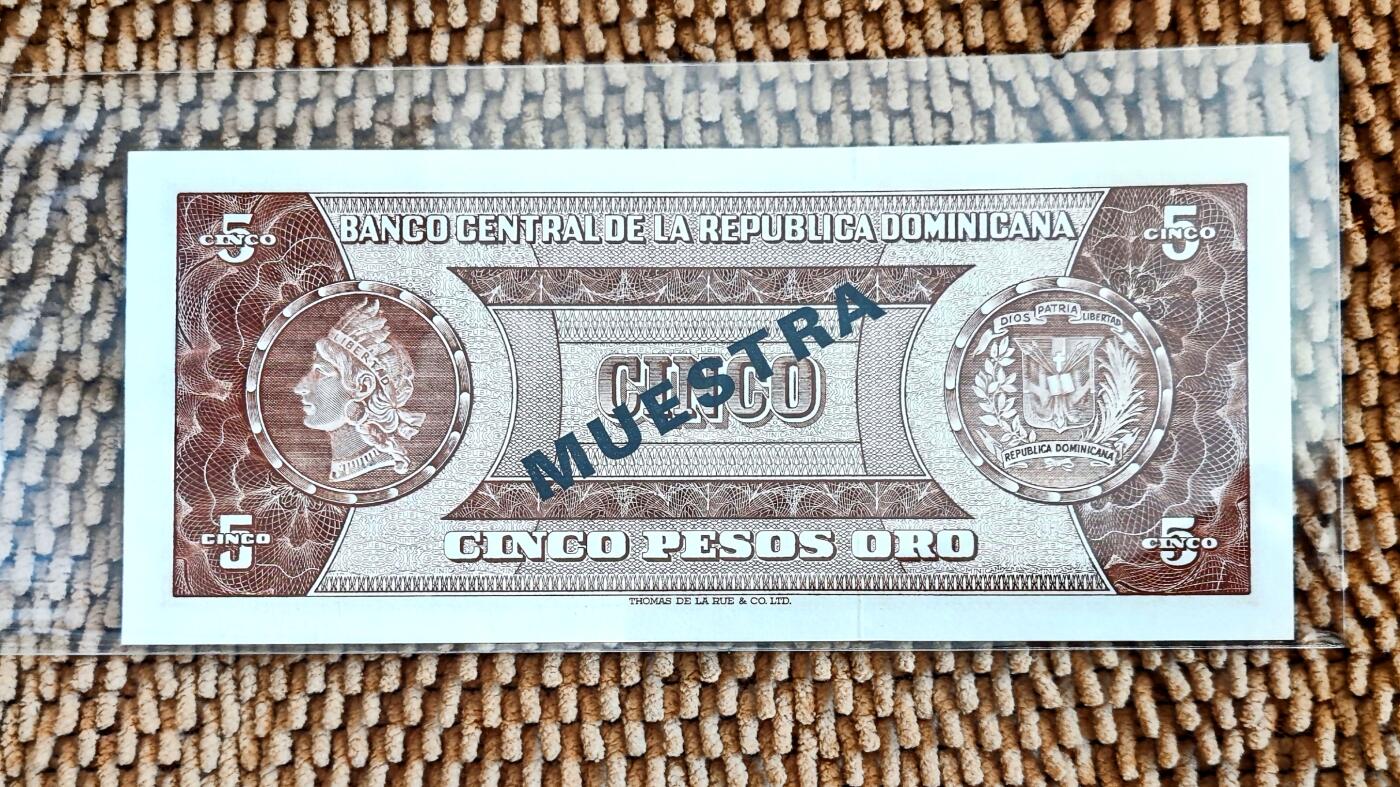 5
CINCO
BANCO CENTRAL DE LA REPUBLICA DOMINICANA
5
CINCO
LIBERTAD
CINCO
MUESTRA
DIOS PATRIA LIBERTAD
REPUBLICA DOMINICANA
5
CINCO
CINCO PESOS ORO
5
CINCO
THOMAS DE LA RUE & CO. LTD.